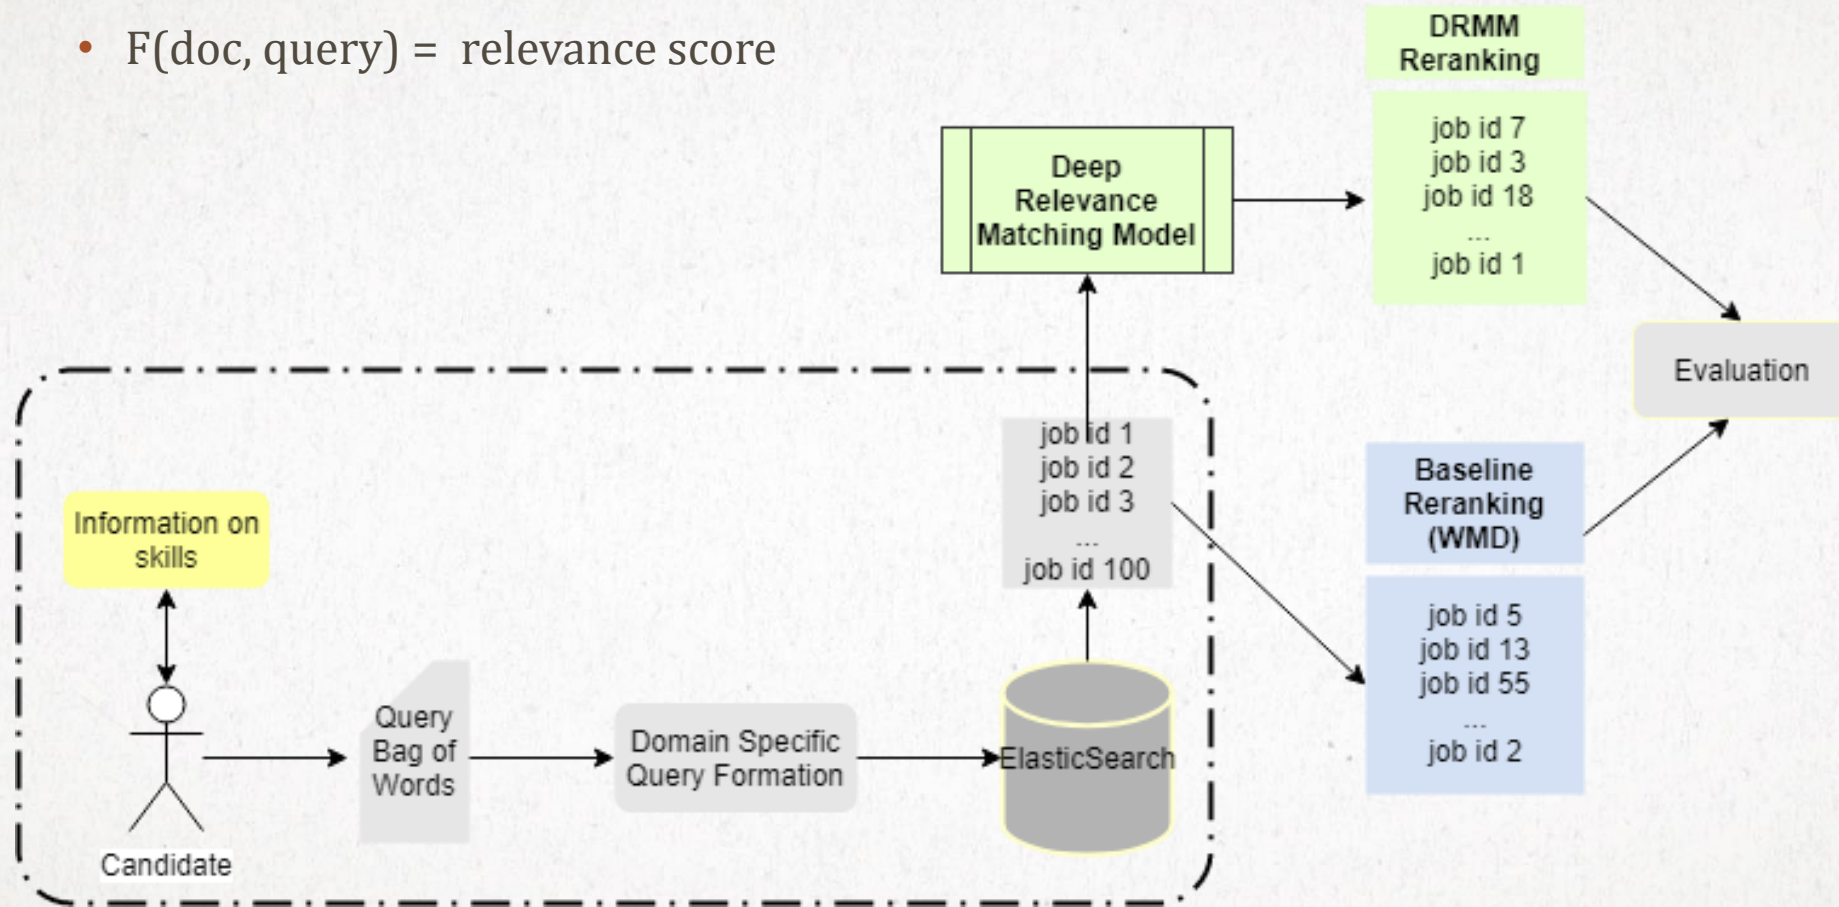 • F(doc, query) = relevance score
DRMM
Reranking
job id 7
job id 3
job id 18
...
job id 1
Deep
Relevance
Matching Model
Evaluation
job id 1
job id 2
job id 3
...
job id 100
Baseline
Reranking
(WMD)
job id 5
job id 13
job id 55
...
job id 2
Information on
skills
Candidate
Query
Bag of
Words
Domain Specific
Query Formation
ElasticSearch